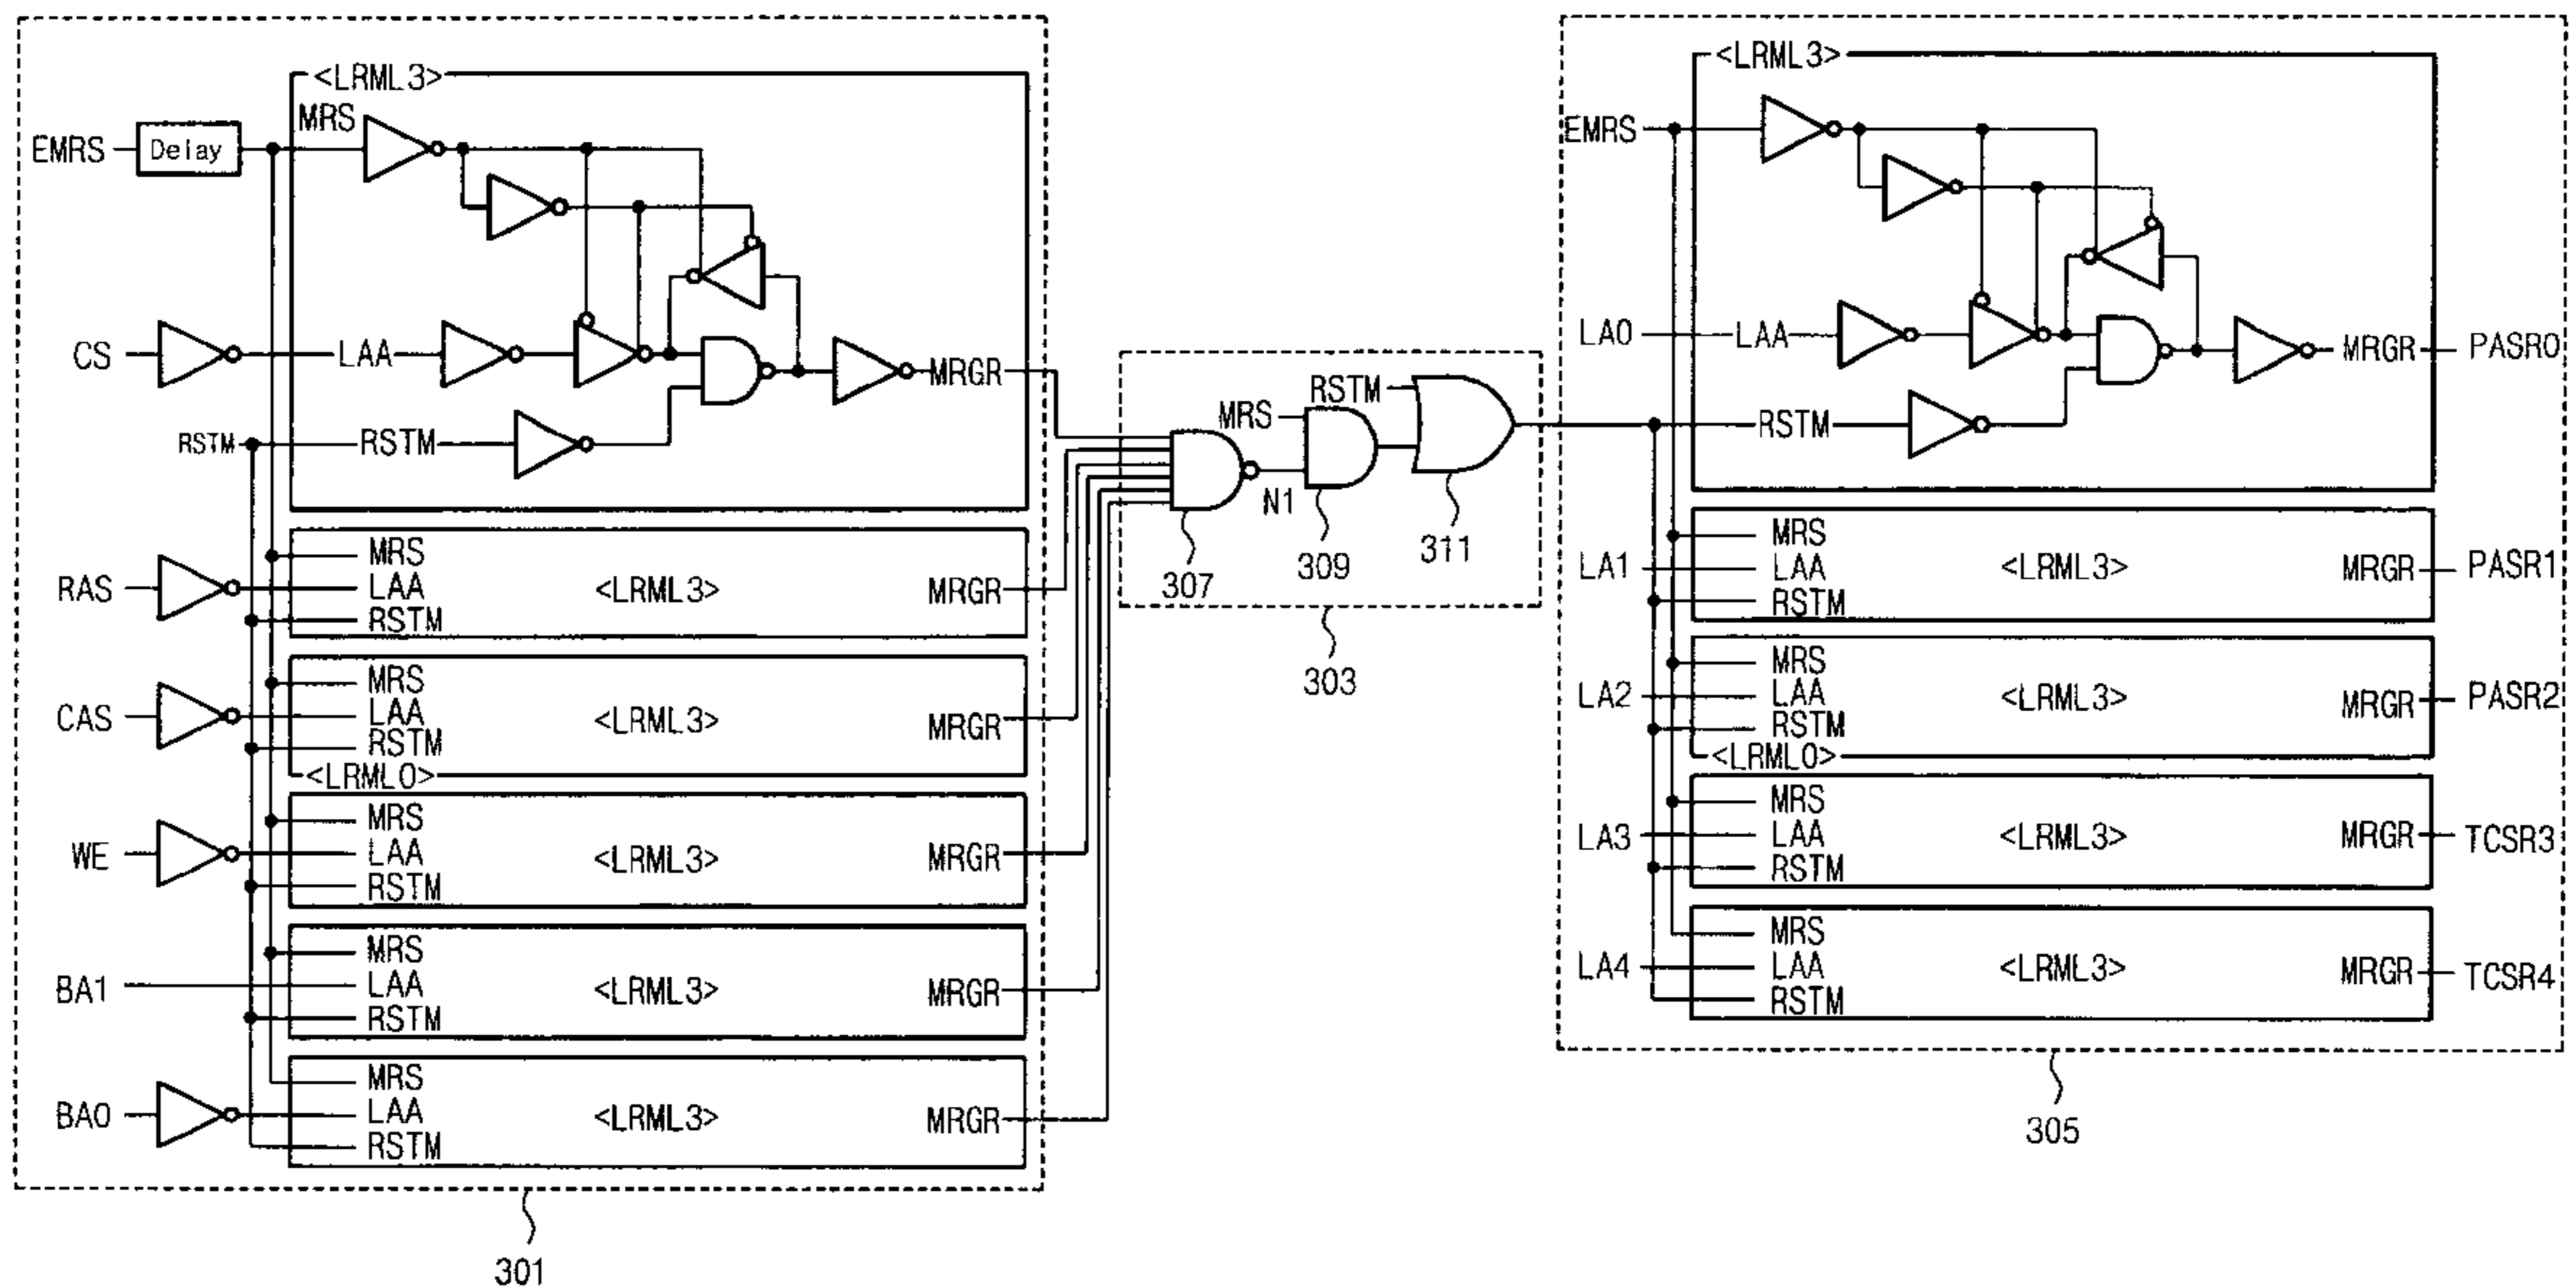 <LRML3>
MRS
EMRS
Delay
CS
LAA
MRGR
RSTM
RSTM
RAS
MRS
LAA
RSTM
<LRML3>
MRGR
CAS
MRS
LAA
RSTM
<LRML3>
MRGR
<LRML0>
WE
MRS
LAA
RSTM
<LRML3>
MRGR
BA1
MRS
LAA
RSTM
<LRML3>
MRGR
BA0
MRS
LAA
RSTM
<LRML3>
MRGR
301
RSTM
MRS
N1
307
309
311
303
<LRML3>
EMRS
LA0
LAA
MRGR
PASR0
RSTM
LA1
MRS
LAA
RSTM
<LRML3>
MRGR
PASR1
LA2
MRS
LAA
RSTM
<LRML3>
MRGR
PASR2
<LRML0>
LA3
MRS
LAA
RSTM
<LRML3>
MRGR
TCSR3
LA4
MRS
LAA
RSTM
<LRML3>
MRGR
TCSR4
305